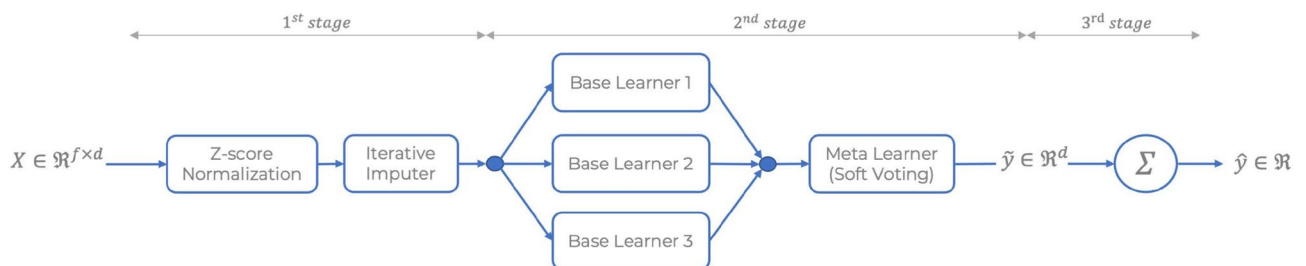 1ˢᵗ stage
2ⁿᵈ stage
3ʳᵈ stage
Base Learner 1
X ∈ ℜ^{f×d}
Z-score
Normalization
Iterative
Imputer
Base Learner 2
Meta Learner
(Soft Voting)
ỹ ∈ ℜ^d
Σ
ŷ ∈ ℜ
Base Learner 3